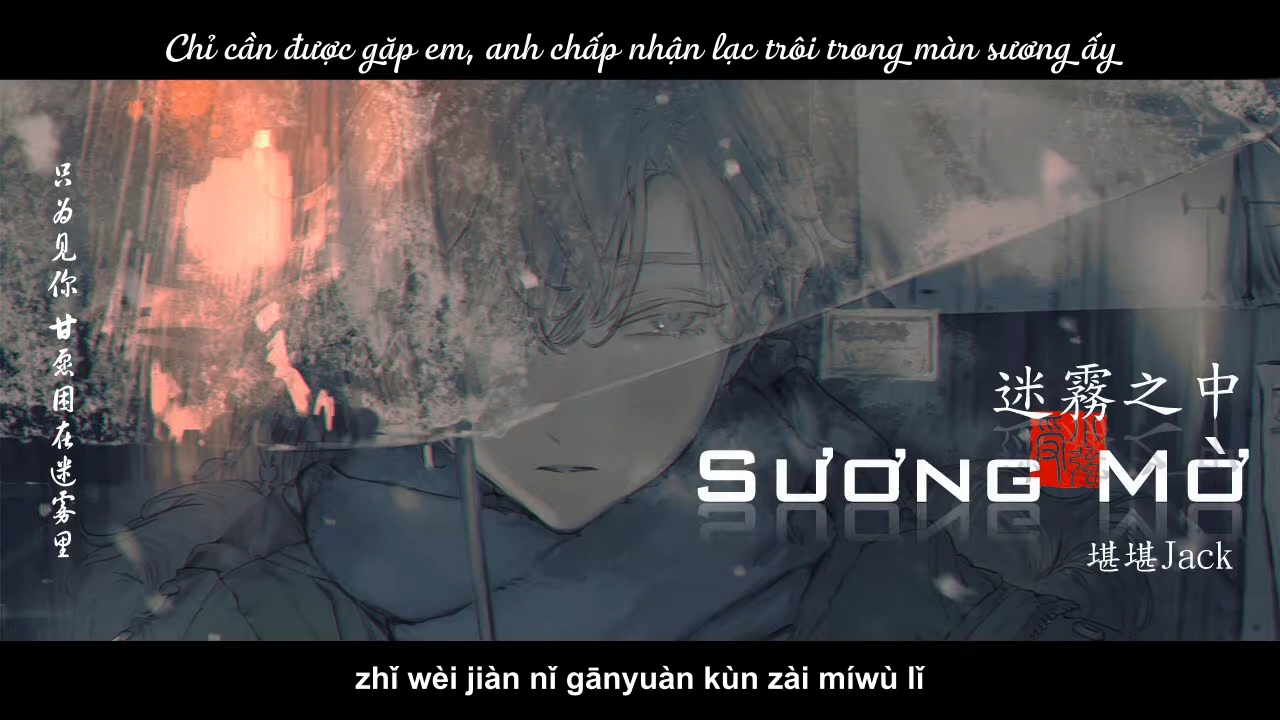 Chỉ cần được gặp em, anh chấp nhận lạc trôi trong màn sương ấy
只为见你 甘愿困在迷雾里
迷霧之中
Sương Mờ
堪堪Jack
zhǐ wèi jiàn nǐ gānyuàn kùn zài míwù lǐ